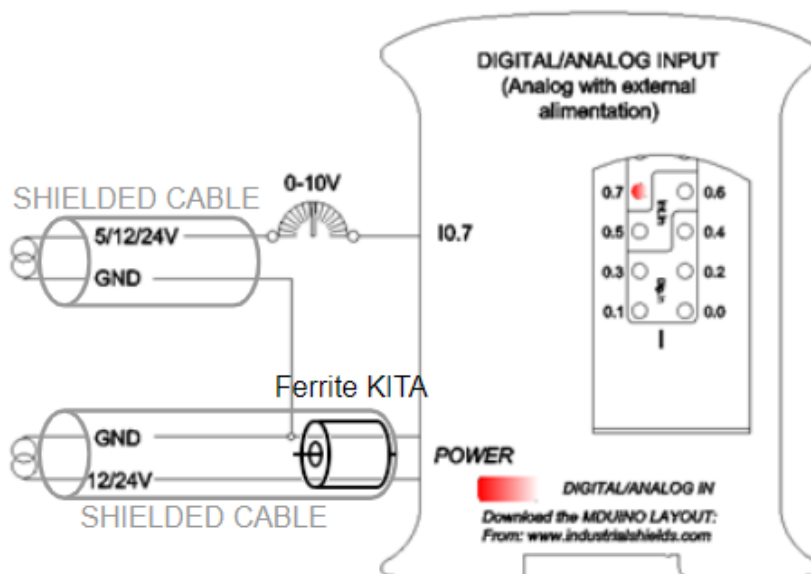 DIGITAL/ANALOG INPUT
(Analog with external
alimentation)
SHIELDED CABLE
0-10V
5/12/24V
GND
I0.7
0.7
0.6
0.5
0.4
0.3
0.2
0.1
0.0
I
Ferrite KITA
GND
12/24V
SHIELDED CABLE
POWER
DIGITAL/ANALOG IN
Download the MDUINO LAYOUT:
From: www.industrialshields.com